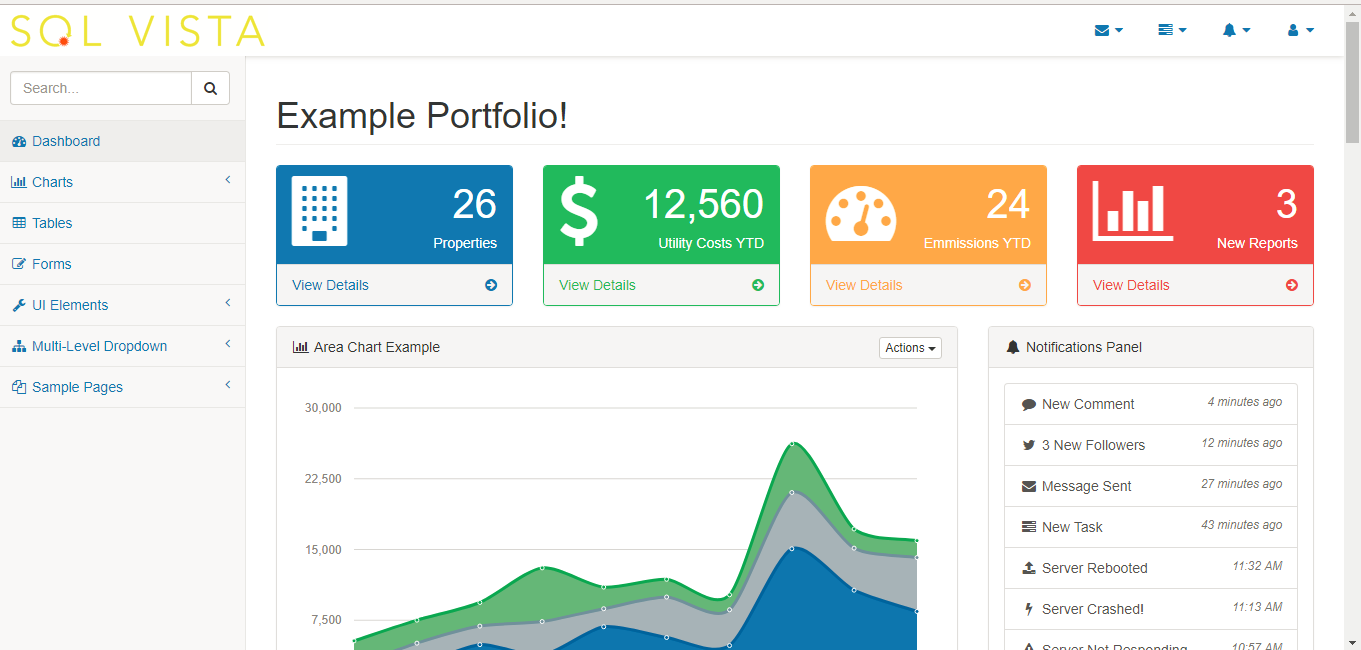 SQL VISTA
Search...
Dashboard
Charts
Tables
Forms
UI Elements
Multi-Level Dropdown
Sample Pages
Example Portfolio!
26
Properties
View Details
12,560
Utility Costs YTD
View Details
24
Emmissions YTD
View Details
3
New Reports
View Details
Area Chart Example
Actions
30,000
22,500
15,000
7,500
Notifications Panel
New Comment 4 minutes ago
3 New Followers 12 minutes ago
Message Sent 27 minutes ago
New Task 43 minutes ago
Server Rebooted 11:32 AM
Server Crashed! 11:13 AM
Server Not Responding 10:57 AM